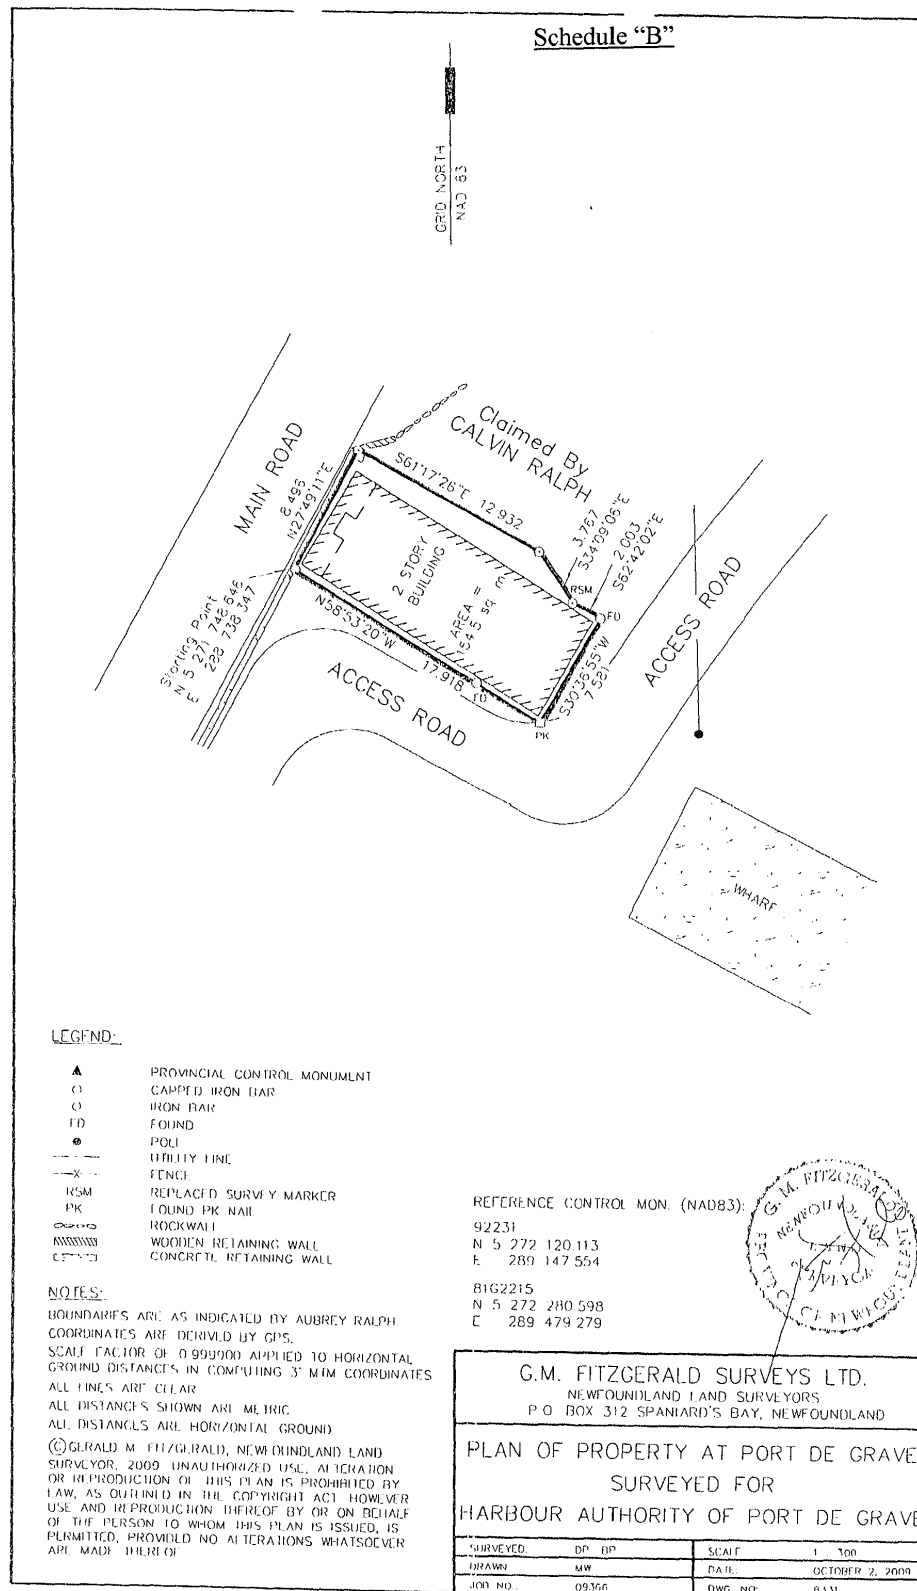 Schedule “B”
GRID NORTH
NAD 83
MAIN ROAD
8.496
N27°49'11"E
Claimed By
CALVIN RALPH
S61°17'26"E 12.932
3.767
S34°09'06"E
2.003
S62°42'02"E
RSM
FD
2 STORY
BUILDING
AREA =
154.5 sq. m
Starting Point
N 5 271 748.646
E 288 738.347
N58°53'20"W
17.918
FD
S30°36'55"W
7.581
PK
ACCESS ROAD
ACCESS ROAD
WHARF
LEGEND:
PROVINCIAL CONTROL MONUMENT
CAPPED IRON BAR
IRON BAR
FD FOUND
POLE
UTILITY LINE
FENCE
RSM REPLACED SURVEY MARKER
PK FOUND PK NAIL
ROCKWALL
WOODEN RETAINING WALL
CONCRETE RETAINING WALL
REFERENCE CONTROL MON. (NAD83):
92231
N 5 272 120.113
E 289 147.554
81G2215
N 5 272 280.598
E 289 479.279
G. M. FITZGERALD
NEWFOUNDLAND
LAND
SURVEYOR
NOTES:
BOUNDARIES ARE AS INDICATED BY AUBREY RALPH.
COORDINATES ARE DERIVED BY GPS.
SCALE FACTOR OF 0.999900 APPLIED TO HORIZONTAL
GROUND DISTANCES IN COMPUTING 3° MTM COORDINATES
ALL LINES ARE CLEAR
ALL DISTANCES SHOWN ARE METRIC
ALL DISTANCES ARE HORIZONTAL GROUND
©GERALD M. FITZGERALD, NEWFOUNDLAND LAND
SURVEYOR, 2009. UNAUTHORIZED USE, ALTERATION
OR REPRODUCTION OF THIS PLAN IS PROHIBITED BY
LAW, AS OUTLINED IN THE COPYRIGHT ACT. HOWEVER
USE AND REPRODUCTION THEREOF BY OR ON BEHALF
OF THE PERSON TO WHOM THIS PLAN IS ISSUED, IS
PERMITTED, PROVIDED NO ALTERATIONS WHATSOEVER
ARE MADE THEREOF
G.M. FITZGERALD SURVEYS LTD.
NEWFOUNDLAND LAND SURVEYORS
P.O. BOX 312 SPANIARD'S BAY, NEWFOUNDLAND
PLAN OF PROPERTY AT PORT DE GRAVE
SURVEYED FOR
HARBOUR AUTHORITY OF PORT DE GRAVE
SURVEYED: DP BP SCALE 1 : 300
DRAWN MW DATE: OCTOBER 2, 2009
JOB NO.: 09366 DWG. NO: